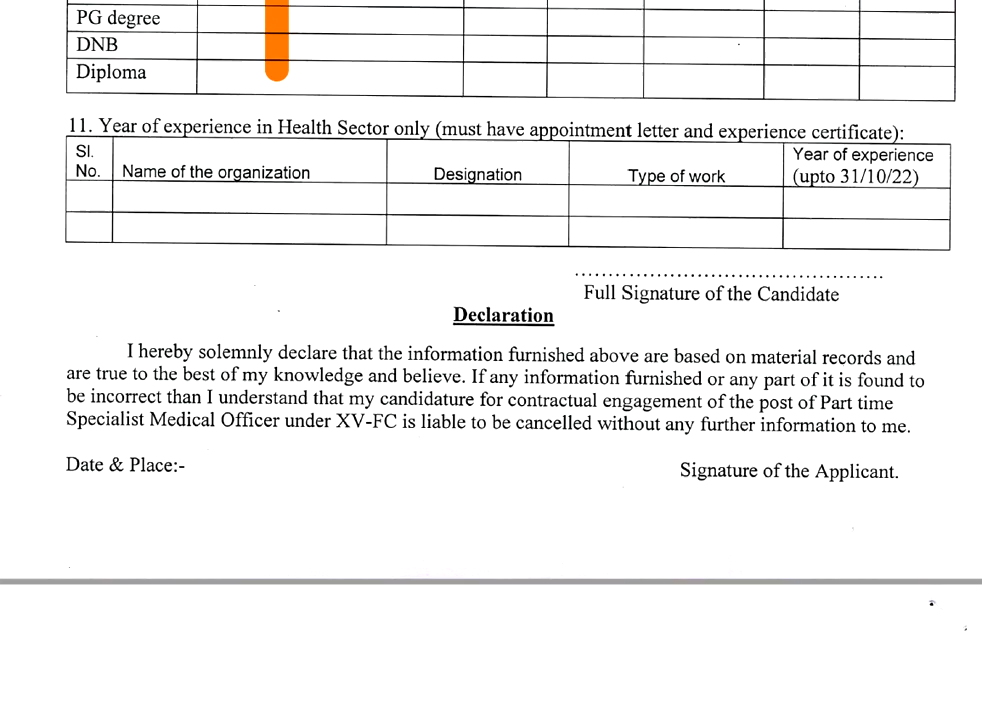 PG degree
DNB
Diploma
11. Year of experience in Health Sector only (must have appointment letter and experience certificate):
Sl. No. Name of the organization Designation Type of work Year of experience (upto 31/10/22)
Full Signature of the Candidate
Declaration
I hereby solemnly declare that the information furnished above are based on material records and
are true to the best of my knowledge and believe. If any information furnished or any part of it is found to
be incorrect than I understand that my candidature for contractual engagement of the post of Part time
Specialist Medical Officer under XV-FC is liable to be cancelled without any further information to me.
Date & Place:-
Signature of the Applicant.